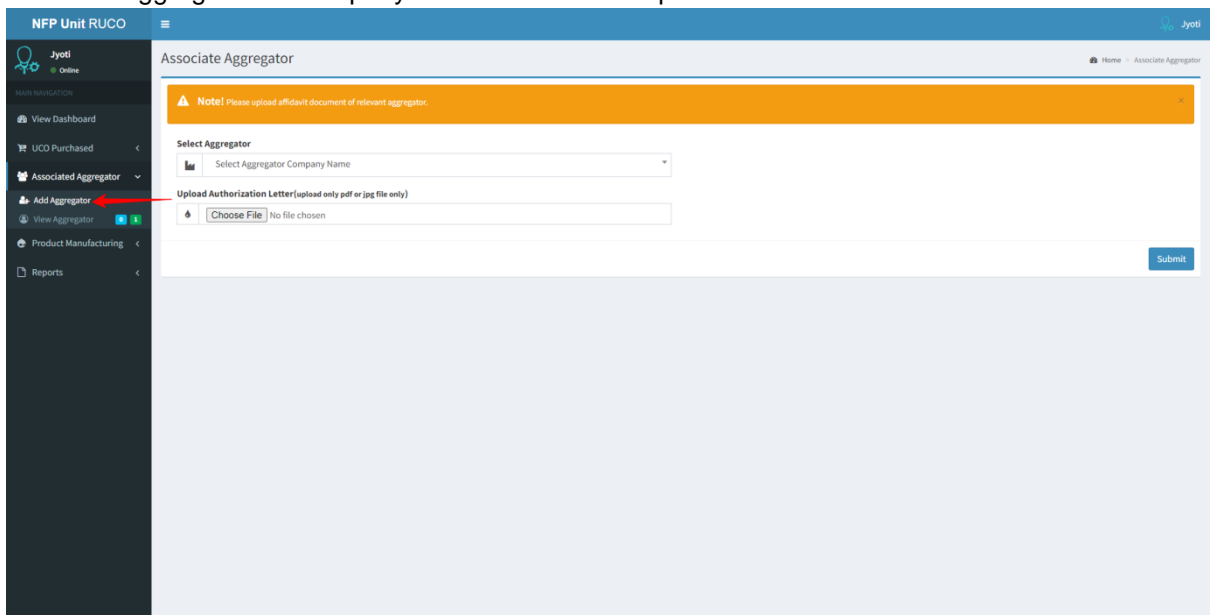 NFP Unit RUCO
Jyoti
Jyoti
Online
Associate Aggregator
Home > Associate Aggregator
MAIN NAVIGATION
View Dashboard
UCO Purchased
Associated Aggregator
Add Aggregator
View Aggregator 0 1
Product Manufacturing
Reports
Note! Please upload affidavit document of relevant aggregator.
×
Select Aggregator
Select Aggregator Company Name
Upload Authorization Letter(upload only pdf or jpg file only)
Choose File No file chosen
Submit